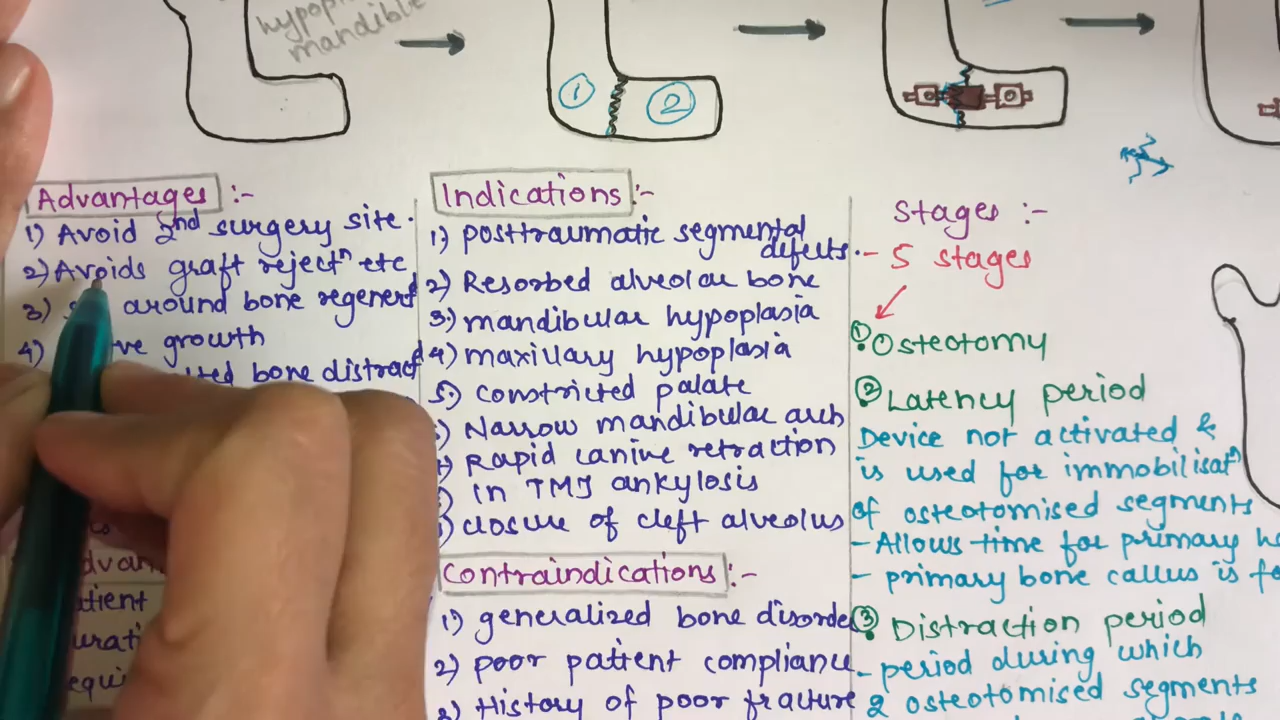 mandible
① ②
Advantages :-
1) Avoid 2nd surgery site.
2) Avoids graft rejectn etc
3) around bone
4) growth
bone
Indications :-
1) posttraumatic segmental
defects.
2) Resorbed alveolar bone
3) mandibular hypoplasia
4) maxillary hypoplasia
5) constricted palate
Narrow mandibular arch
Rapid canine retraction
In TMJ ankylosis
closure of cleft alveolus
Contraindications :-
1) generalized bone
2) poor patient compliance
History of poor fracture
Stages :-
- 5 stages
① Osteotomy
② Latency period
Device not activated &
is used for immobilisatn
of osteotomised segments
- Allows time for primary
- primary bone callus is
③ Distraction period
- period during which
2 osteotomised segments